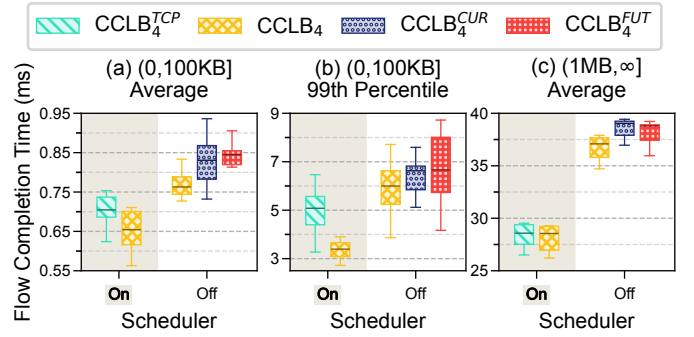 CCLB₄ᵀᶜᴾ CCLB₄ CCLB₄ᶜᵁᴿ CCLB₄ᶠᵁᵀ
(a) (0,100KB]
Average
(b) (0,100KB]
99th Percentile
(c) (1MB,∞]
Average
Flow Completion Time (ms)
0.95
0.85
0.75
0.65
0.55
9
7
5
3
40
35
30
25
On Off
On Off
On Off
Scheduler Scheduler Scheduler